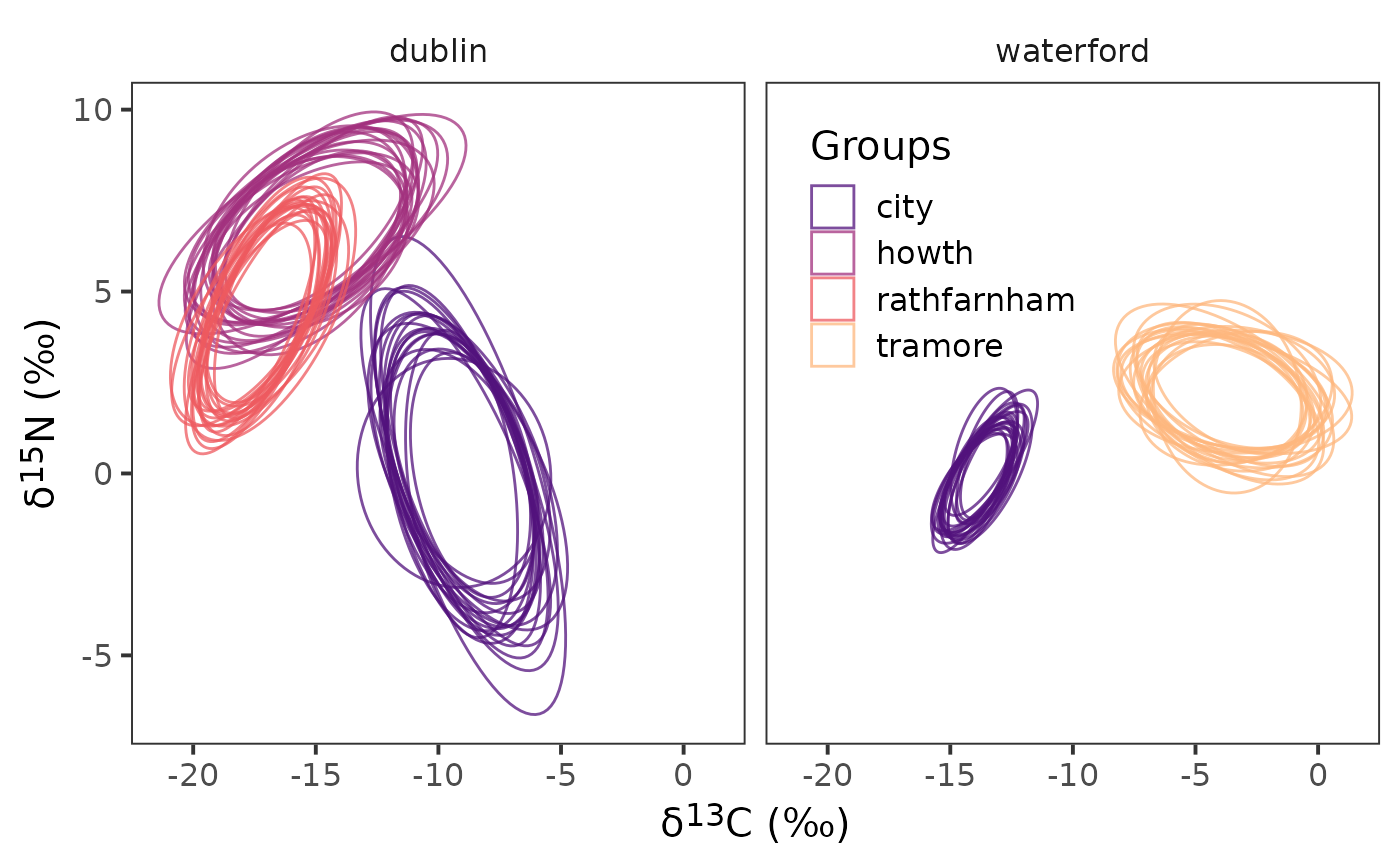 dublin
waterford
10
5
0
-5
δ15N (‰)
Groups
city
howth
rathfarnham
tramore
-20 -15 -10 -5 0
-20 -15 -10 -5 0
δ13C (‰)